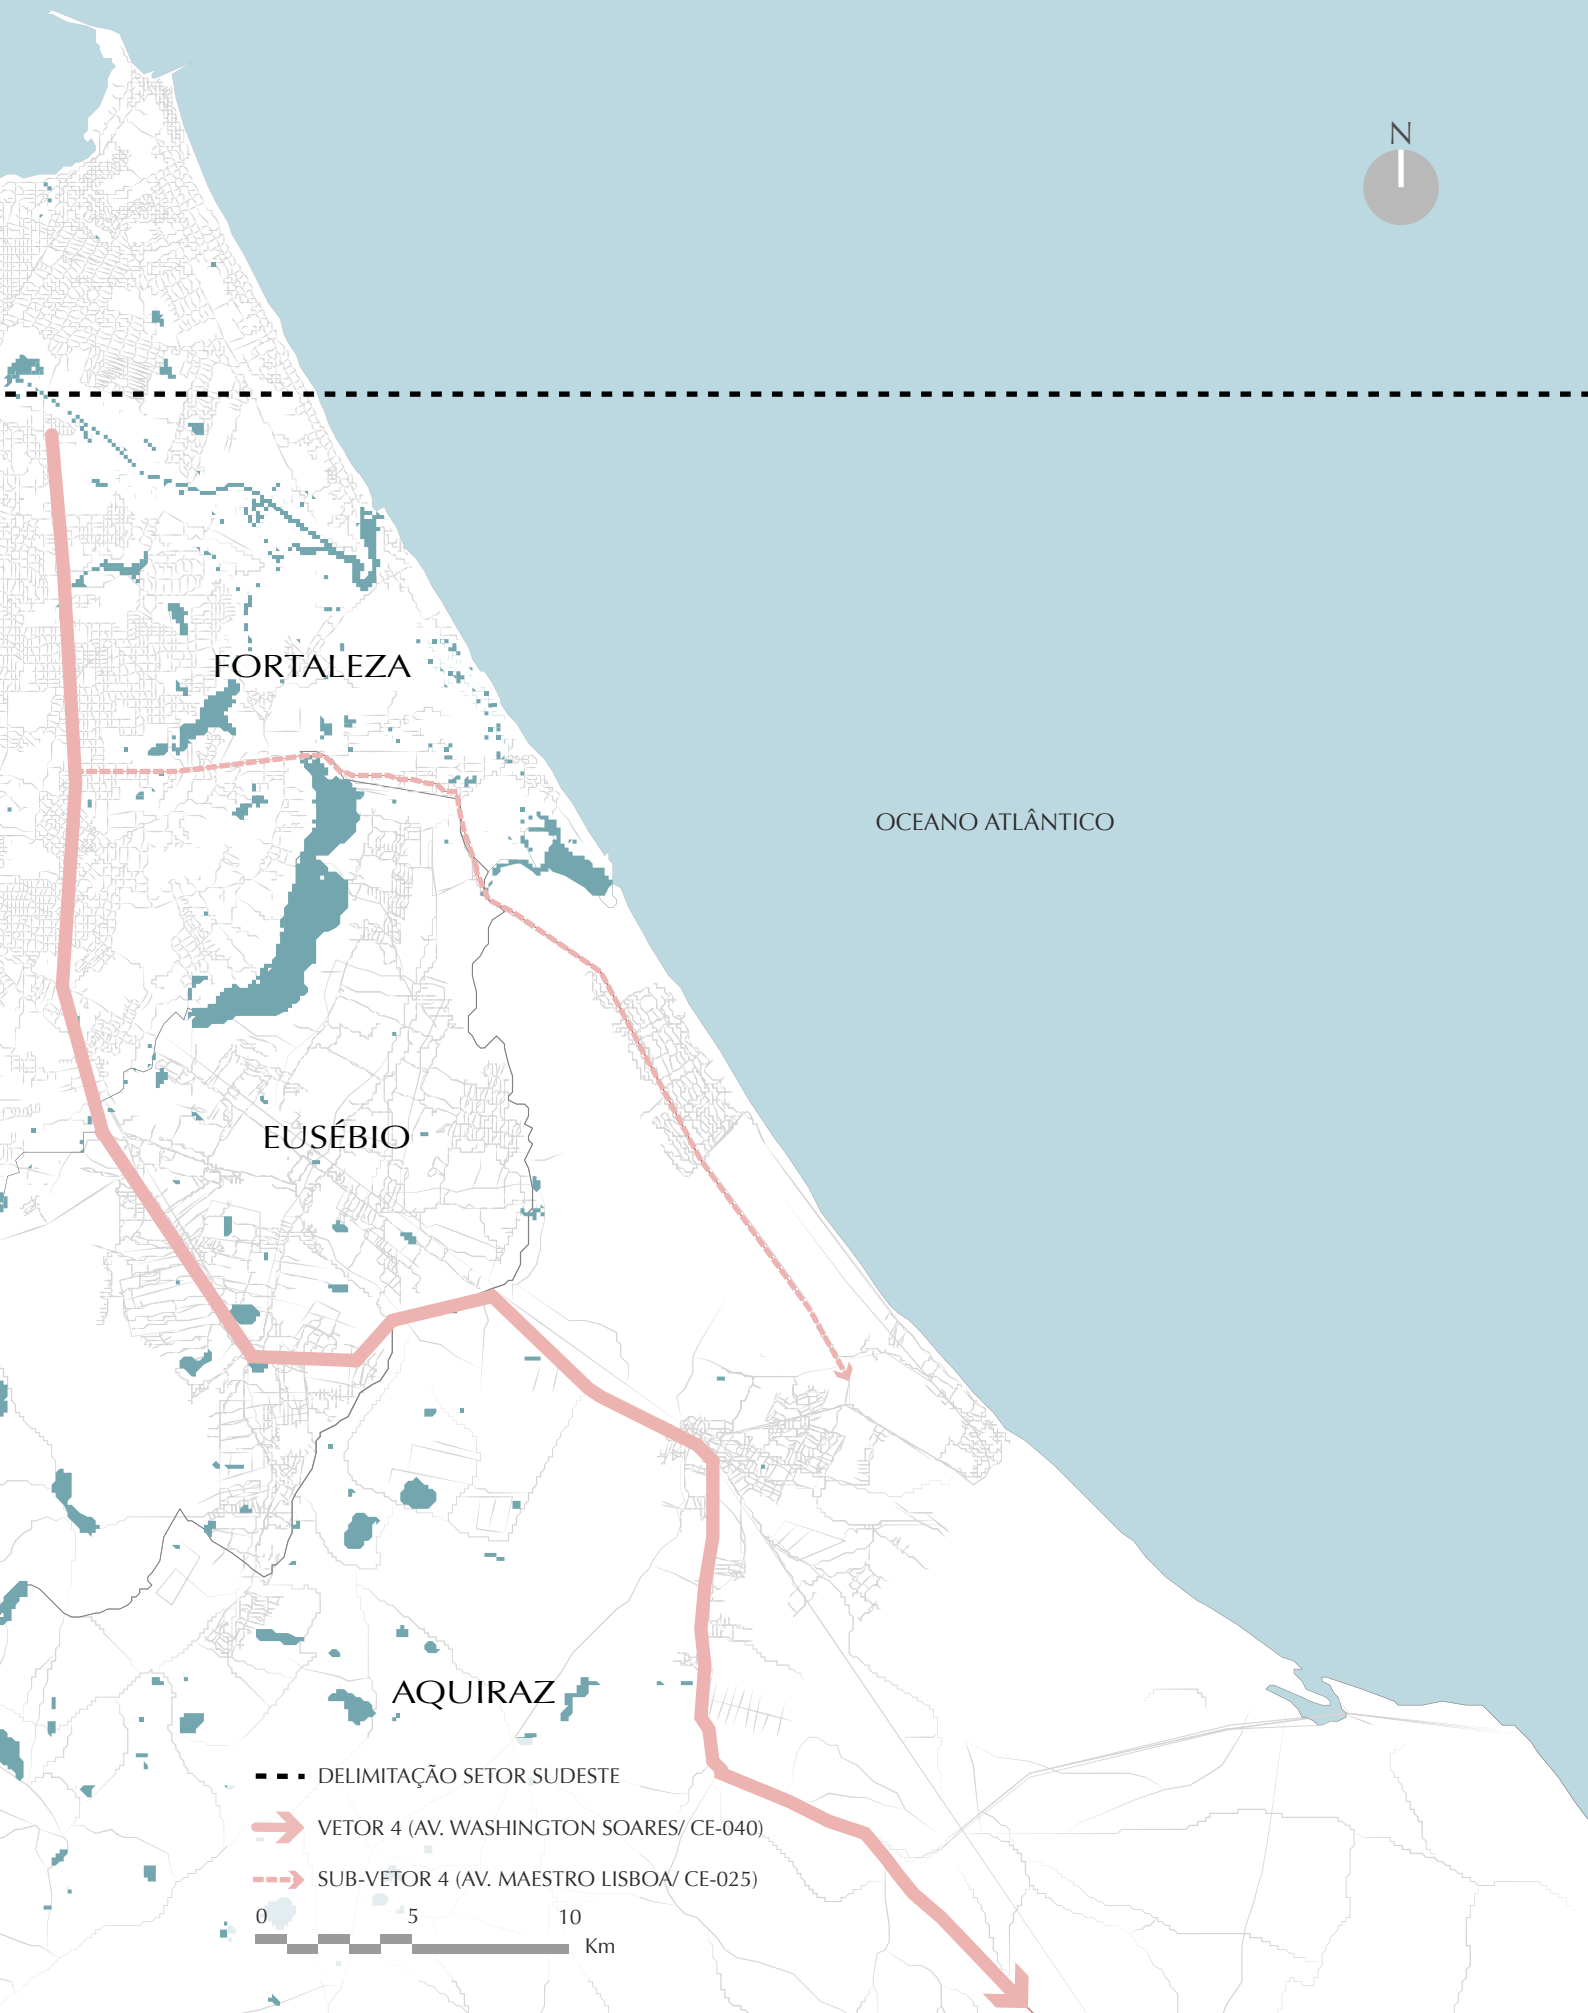 N
FORTALEZA
OCEANO ATLÂNTICO
EUSÉBIO
AQUIRAZ
DELIMITAÇÃO SETOR SUDESTE
VETOR 4 (AV. WASHINGTON SOARES/ CE-040)
SUB-VETOR 4 (AV. MAESTRO LISBOA/ CE-025)
0 5 10
Km